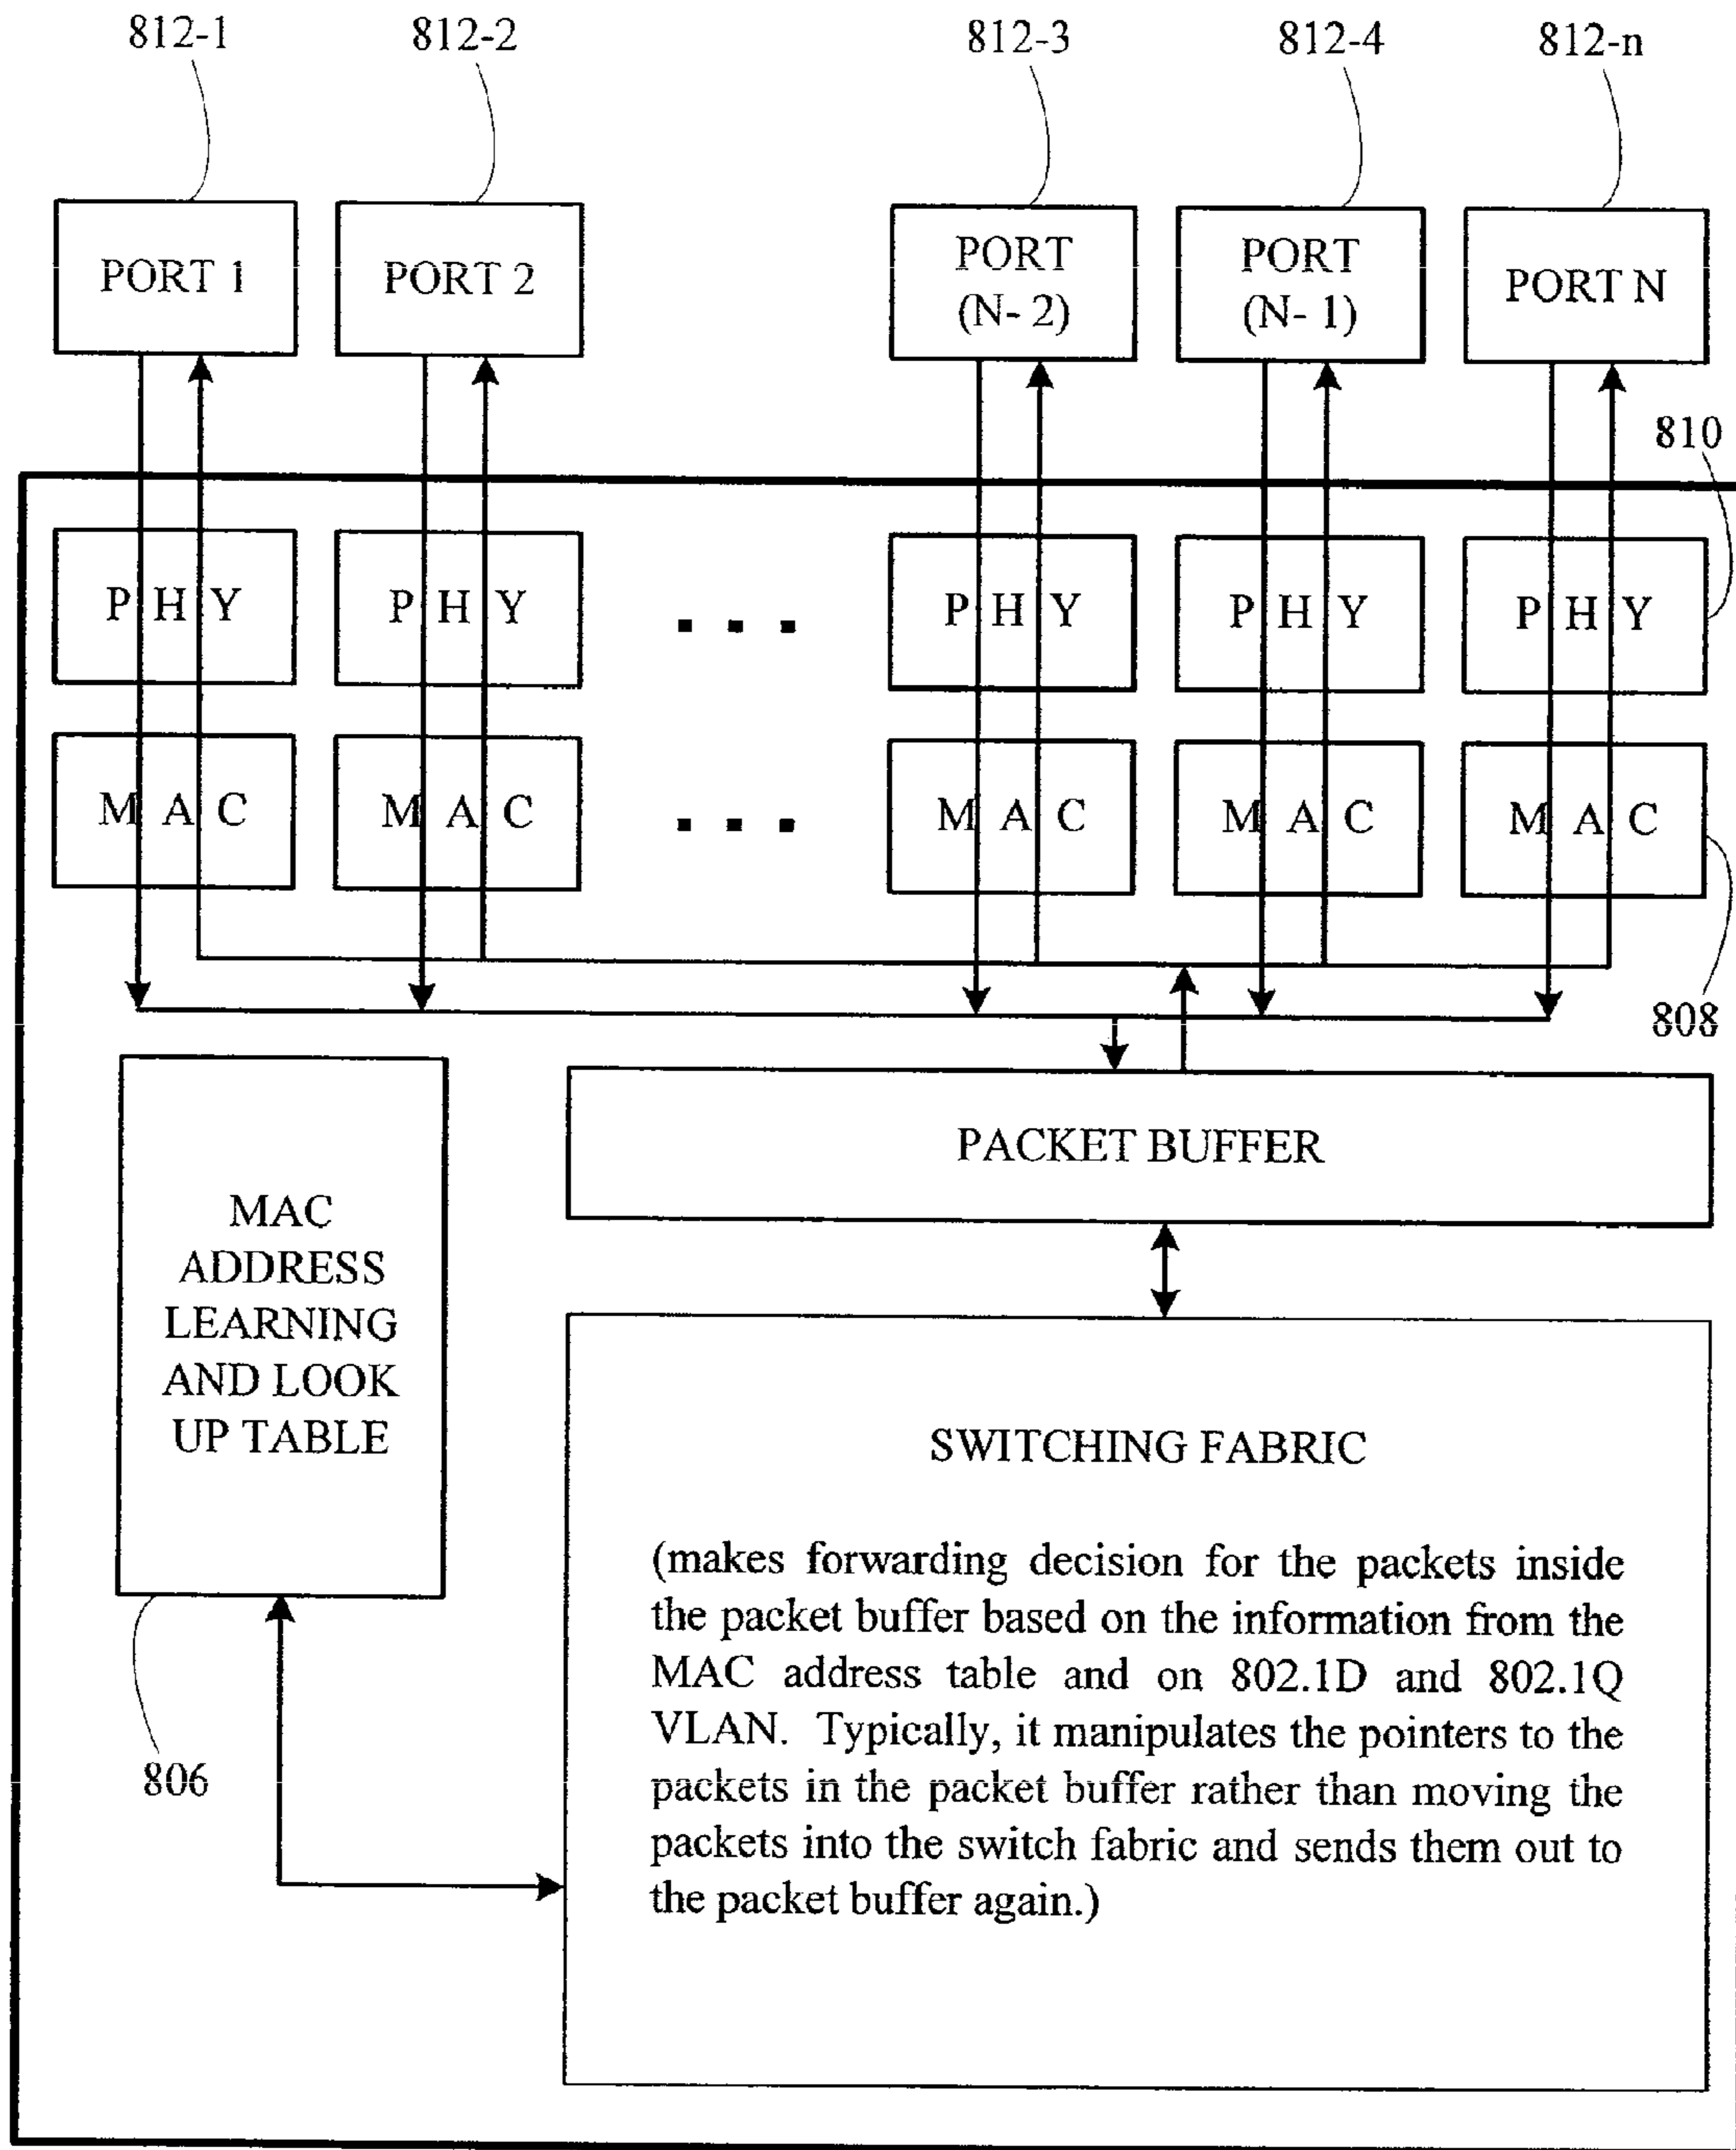 812-1 812-2 812-3 812-4 812-n
PORT 1 PORT 2 PORT PORT PORT N
(N- 2) (N- 1)
810
P H Y P H Y P H Y P H Y P H Y
. . .
M A C M A C M A C M A C M A C
. . .
808
PACKET BUFFER
MAC
ADDRESS
LEARNING
AND LOOK
UP TABLE
806
SWITCHING FABRIC
(makes forwarding decision for the packets inside
the packet buffer based on the information from the
MAC address table and on 802.1D and 802.1Q
VLAN. Typically, it manipulates the pointers to the
packets in the packet buffer rather than moving the
packets into the switch fabric and sends them out to
the packet buffer again.)